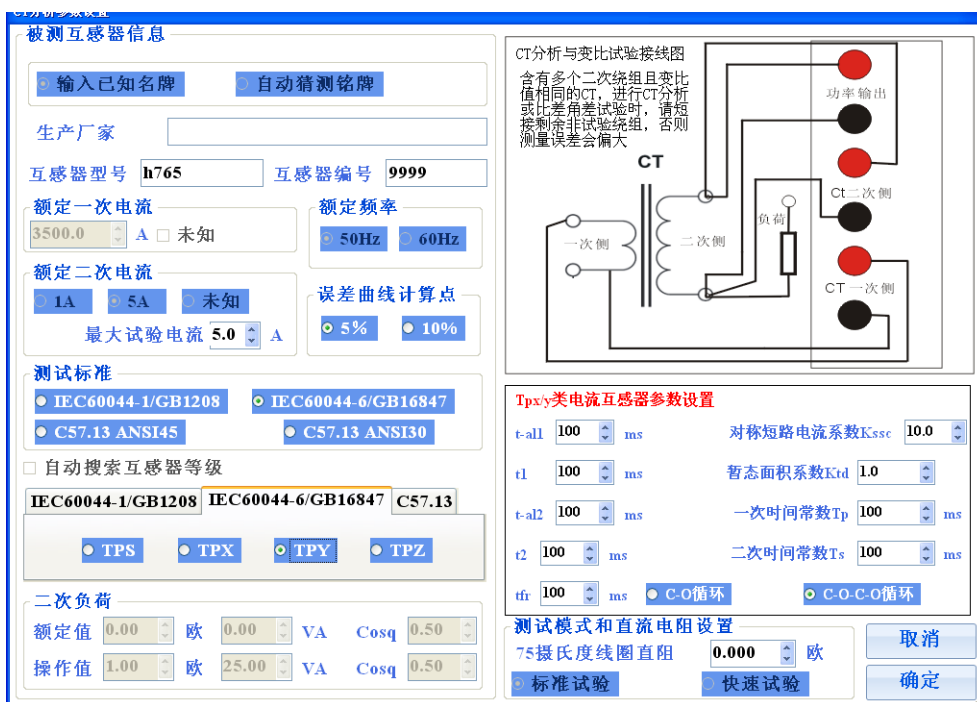 CT分析参数设置
被测互感器信息
输入已知名牌 自动猜测铭牌
生产厂家
互感器型号 h765 互感器编号 9999
额定一次电流
3500.0 A 未知
额定频率
50Hz 60Hz
额定二次电流
1A 5A 未知
最大试验电流 5.0 A
误差曲线计算点
5% 10%
测试标准
IEC60044-1/GB1208 IEC60044-6/GB16847
C57.13 ANSI45 C57.13 ANSI30
自动搜索互感器等级
IEC60044-1/GB1208 IEC60044-6/GB16847 C57.13
TPS TPX TPY TPZ
二次负荷
额定值 0.00 欧 0.00 VA Cosq 0.50
操作值 1.00 欧 25.00 VA Cosq 0.50
CT分析与变比试验接线图
含有多个二次绕组且变比
值相同的CT，进行CT分析
或比差角差试验时，请短
接剩余非试验绕组，否则
测量误差会偏大
CT
一次侧
二次侧
负荷
功率输出
Ct二次侧
CT一次侧
Tpx/y类电流互感器参数设置
t-al1 100 ms 对称短路电流系数Kssc 10.0
t1 100 ms 暂态面积系数Ktd 1.0
t-al2 100 ms 一次时间常数Tp 100 ms
t2 100 ms 二次时间常数Ts 100 ms
tfr 100 ms C-O循环 C-O-C-O循环
测试模式和直流电阻设置
75摄氏度线圈直阻 0.000 欧
标准试验 快速试验
取消
确定